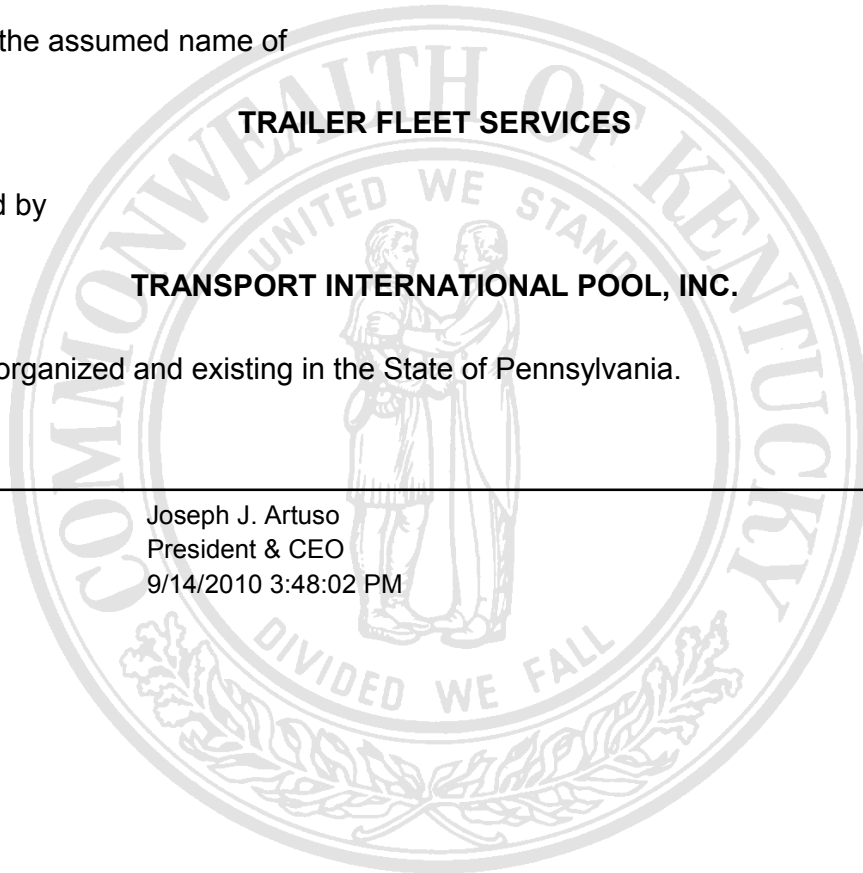 the assumed name of
TRAILER FLEET SERVICES
d by
TRANSPORT INTERNATIONAL POOL, INC.
organized and existing in the State of Pennsylvania.
Joseph J. Artuso
President & CEO
9/14/2010 3:48:02 PM
COMMONWEALTH OF KENTUCKY
UNITED WE STAND
DIVIDED WE FALL